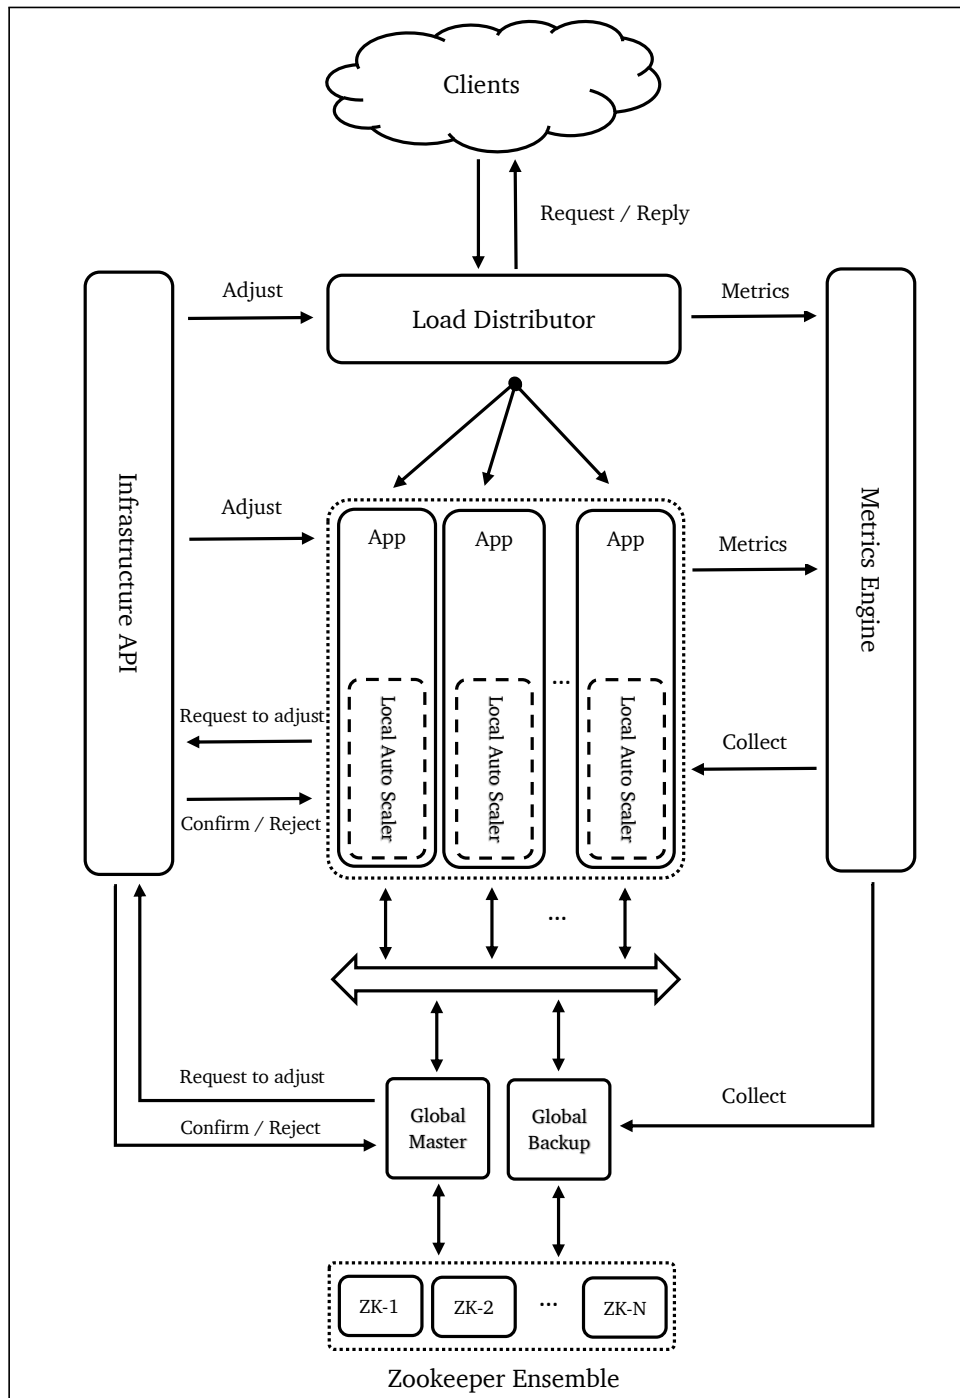 Clients
Request / Reply
Adjust
Load Distributor
Metrics
Infrastructure API
Metrics Engine
Adjust
App
App
App
Metrics
...
Local Auto Scaler
Local Auto Scaler
Local Auto Scaler
Request to adjust
Collect
Confirm / Reject
...
Request to adjust
Confirm / Reject
Global
Master
Global
Backup
Collect
ZK-1
ZK-2
...
ZK-N
Zookeeper Ensemble